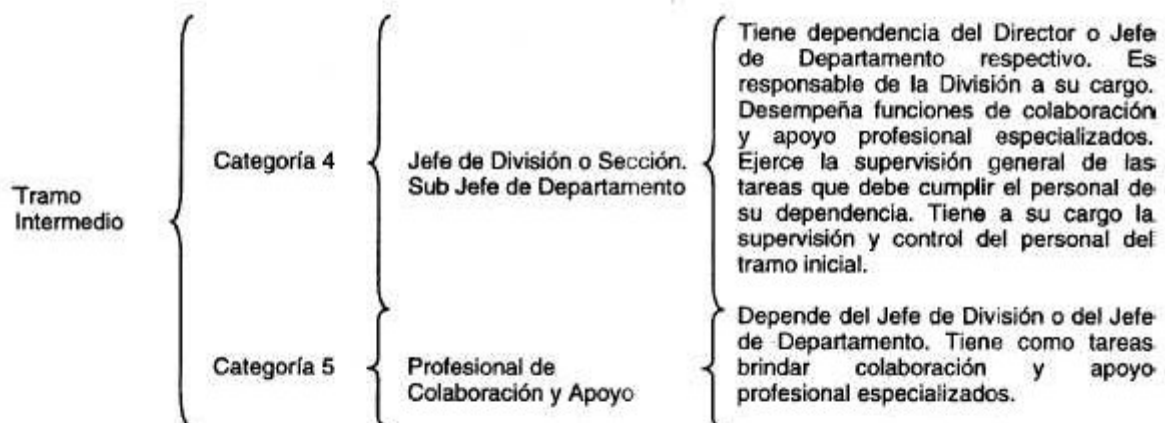 Tramo
Intermedio
Categoría 4
Jefe de División o Sección.
Sub Jefe de Departamento
Tiene dependencia del Director o Jefe
de Departamento respectivo. Es
responsable de la División a su cargo.
Desempeña funciones de colaboración
y apoyo profesional especializados.
Ejerce la supervisión general de las
tareas que debe cumplir el personal de
su dependencia. Tiene a su cargo la
supervisión y control del personal del
tramo inicial.
Categoría 5
Profesional de
Colaboración y Apoyo
Depende del Jefe de División o del Jefe
de Departamento. Tiene como tareas
brindar colaboración y apoyo
profesional especializados.